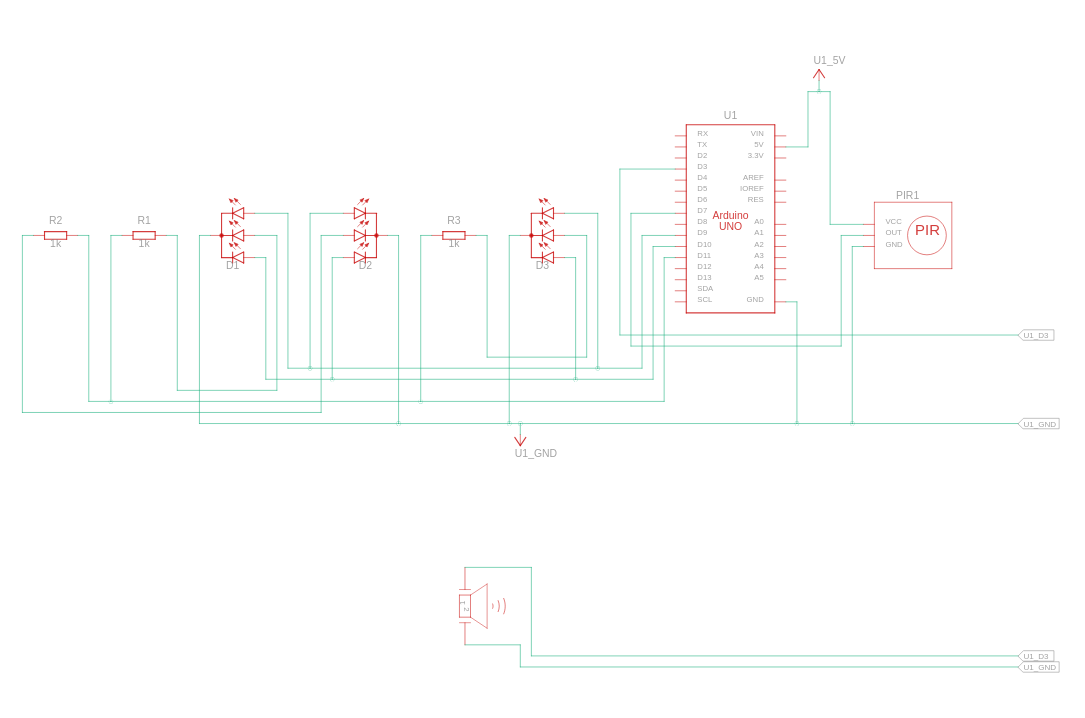 U1_5V
U1
RX
VIN
TX
5V
D2
3.3V
D3
D4
AREF
D5
IOREF
D6
RES
PIR1
D7
Arduino
UNO
D8
A0
D9
A1
D10
A2
D11
A3
D12
A4
D13
A5
SDA
SCL
GND
VCC
OUT
GND
PIR
R2
1k
R1
1k
D1
D2
R3
1k
D3
U1_D3
U1_GND
U1_GND
1
2
U1_D3
U1_GND